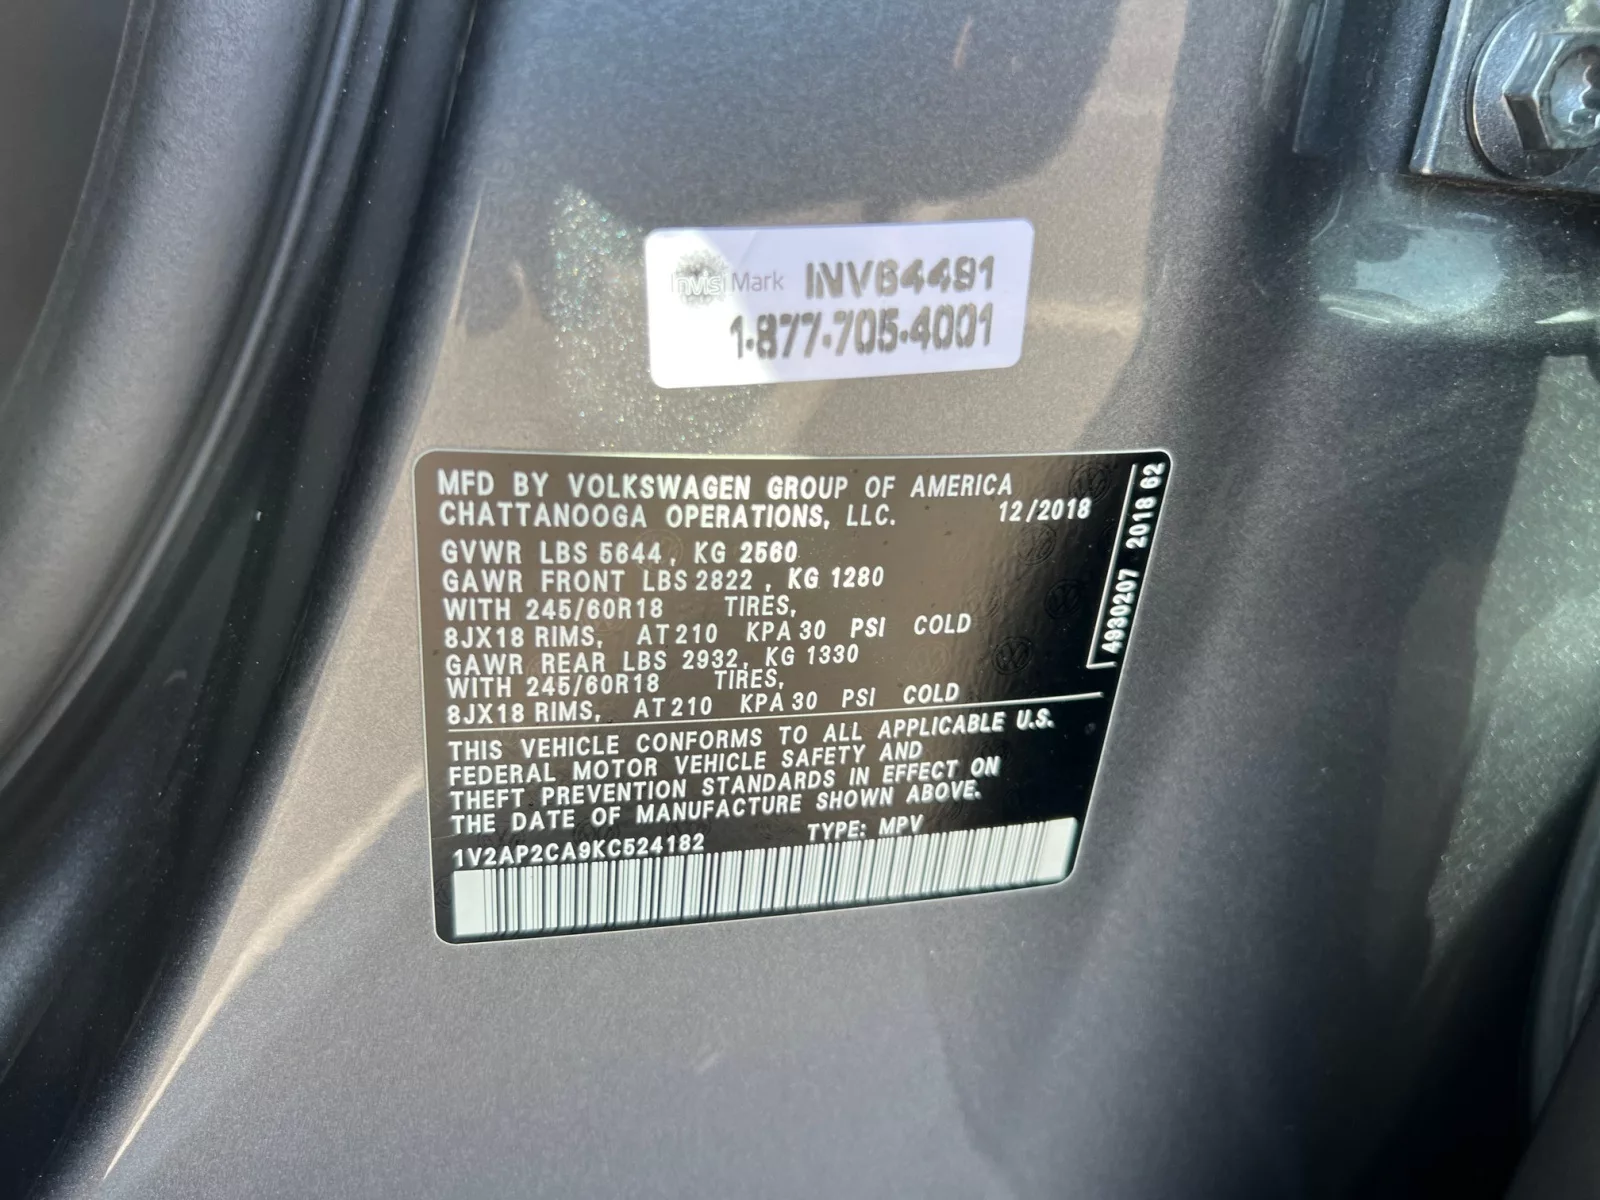 InvisiMark INV64491
1-877-705-4001
MFD BY VOLKSWAGEN GROUP OF AMERICA
CHATTANOOGA OPERATIONS, LLC. 12/2018
GVWR LBS 5644, KG 2560
GAWR FRONT LBS 2822, KG 1280
WITH 245/60R18 TIRES,
8JX18 RIMS, AT 210 KPA 30 PSI COLD
GAWR REAR LBS 2932, KG 1330
WITH 245/60R18 TIRES,
8JX18 RIMS, AT 210 KPA 30 PSI COLD
4930207 2018 62
THIS VEHICLE CONFORMS TO ALL APPLICABLE U.S.
FEDERAL MOTOR VEHICLE SAFETY AND
THEFT PREVENTION STANDARDS IN EFFECT ON
THE DATE OF MANUFACTURE SHOWN ABOVE.
1V2AP2CA9KC524182 TYPE: MPV